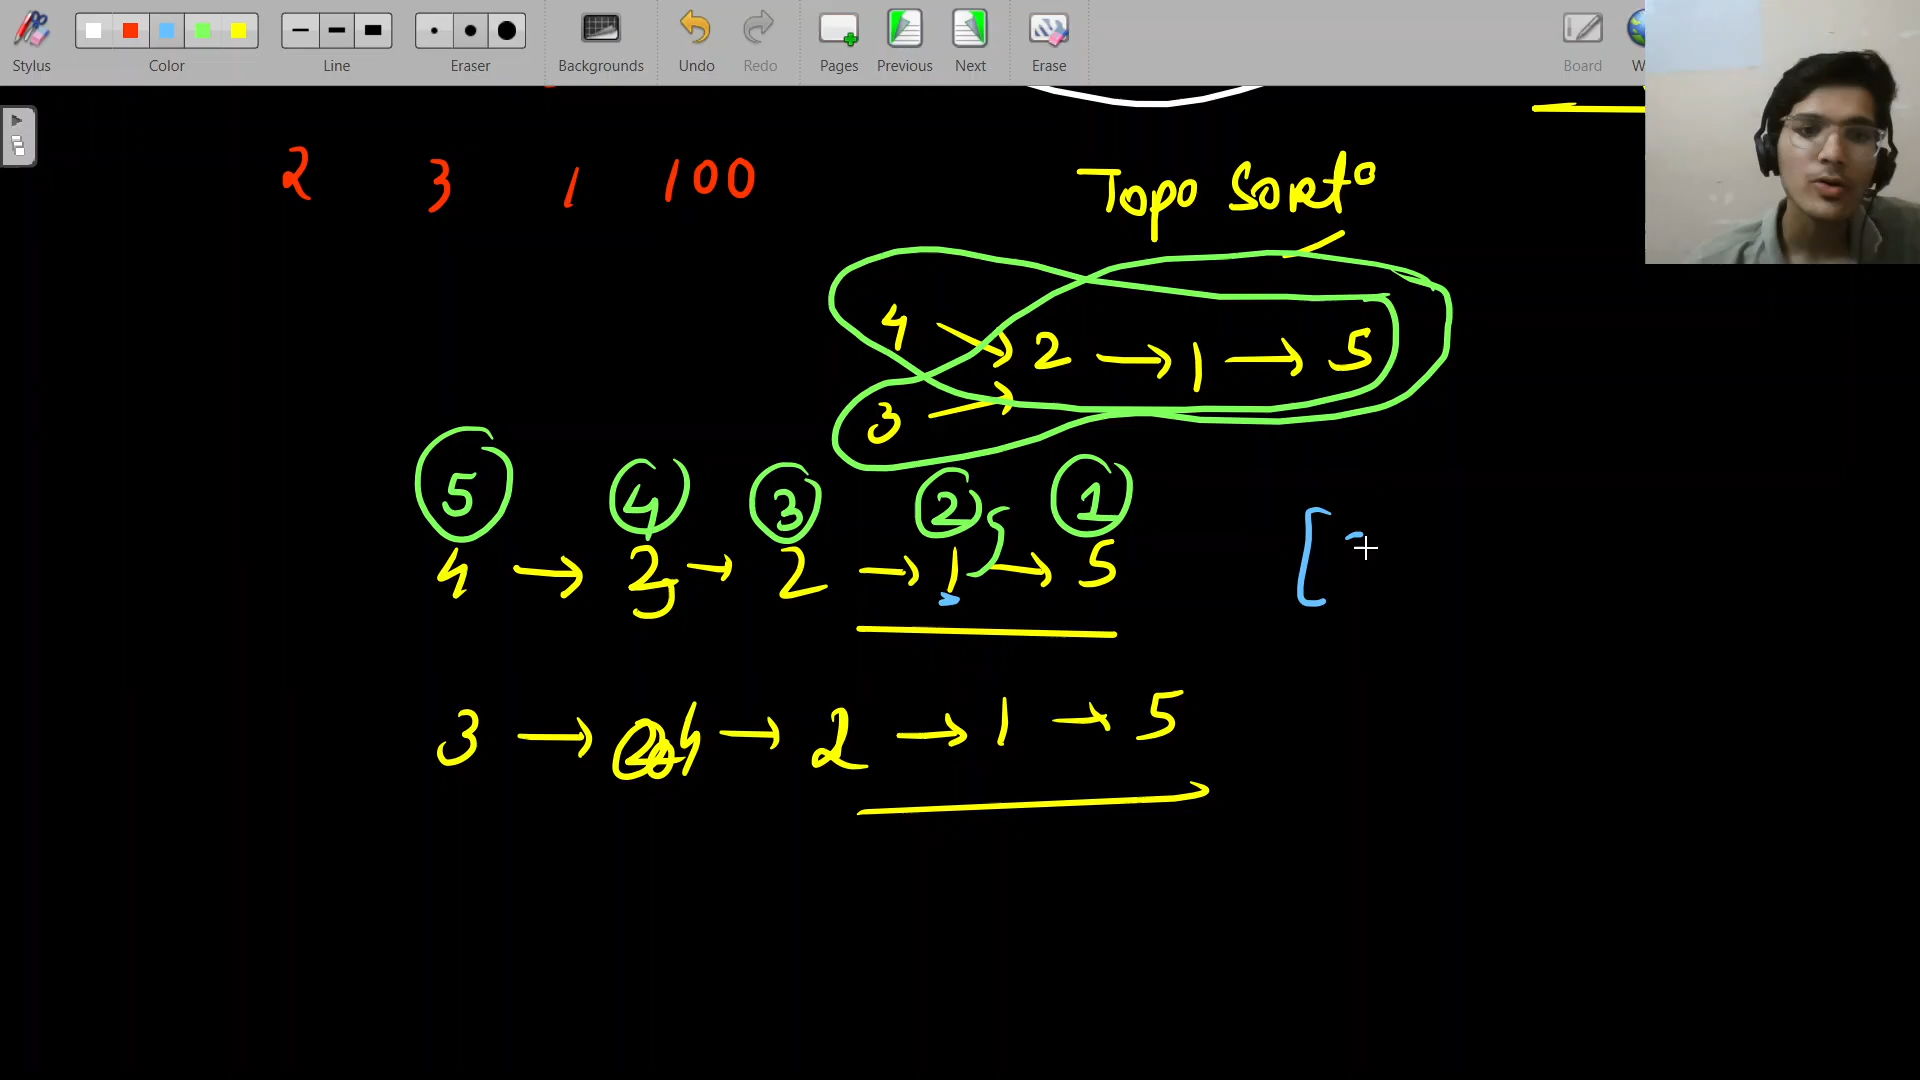 Stylus Color Line Eraser Backgrounds Undo Redo Pages Previous Next Erase Board
2 3 1 100
Topo Sort
4 → 2 → 1 → 5
3 →
5 4 3 2 1
4 → 3 → 2 → 1 → 5
[
3 → 4 → 2 → 1 → 5